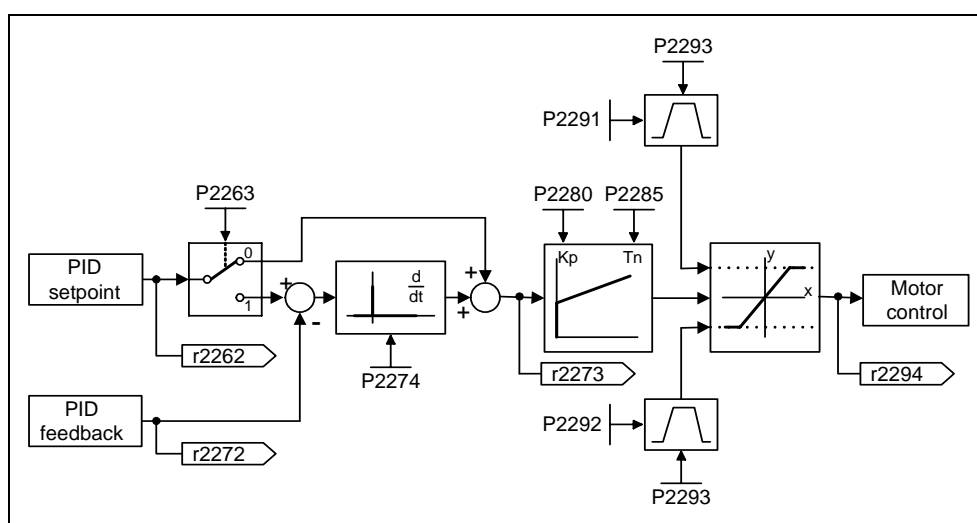 P2293
P2291
P2263
P2280 P2285
PID
setpoint
0
1
+
-
d
dt
+
+
Kp Tn
y
x
Motor
control
r2262
P2274
r2273
r2294
PID
feedback
r2272
P2292
P2293